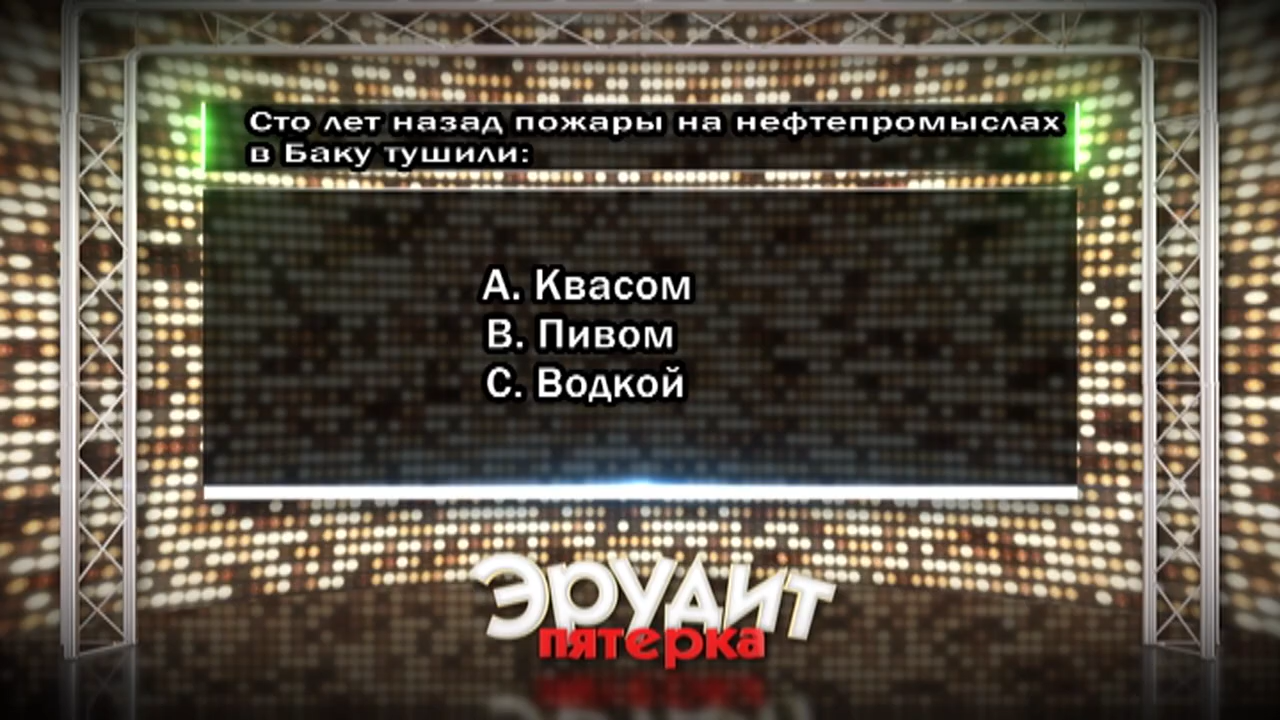 Сто лет назад пожары на нефтепромыслах
в Баку тушили:
А. Квасом
В. Пивом
С. Водкой
Эрудит
пятерка